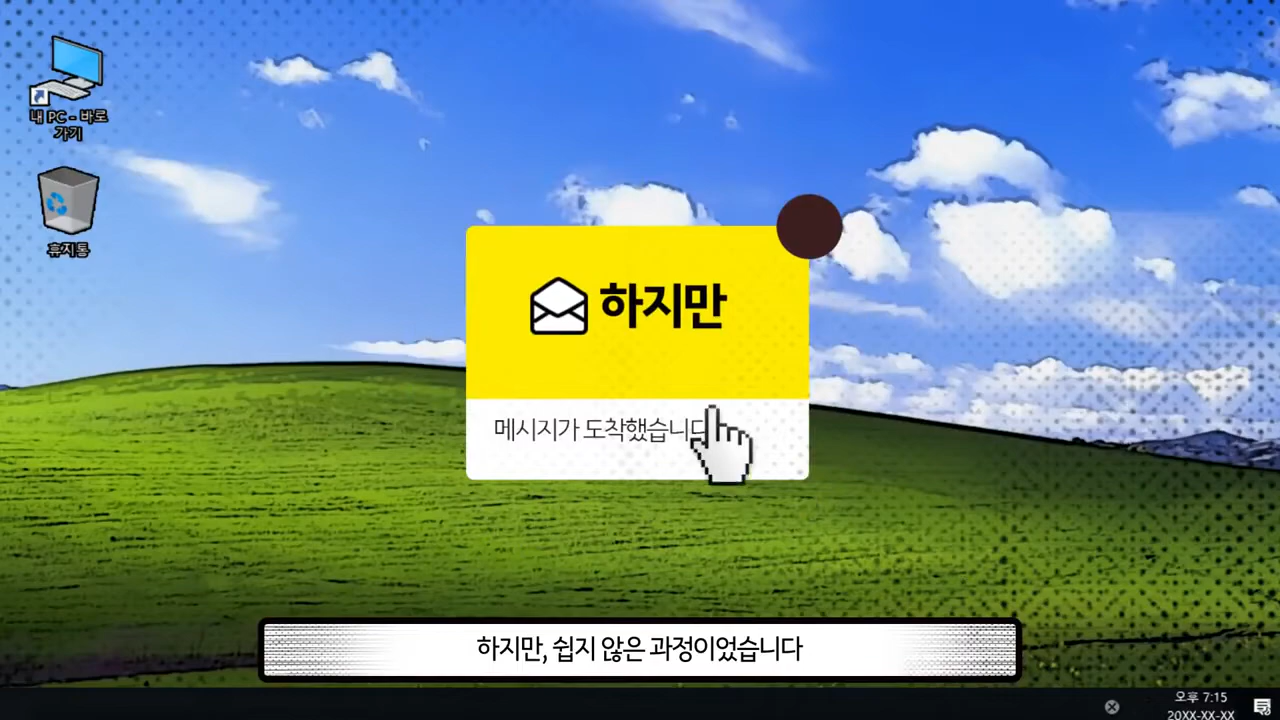 내 PC - 바로
가기
휴지통
하지만
메시지가 도착했습니다
하지만, 쉽지 않은 과정이었습니다
오후 7:15
20XX-XX-XX